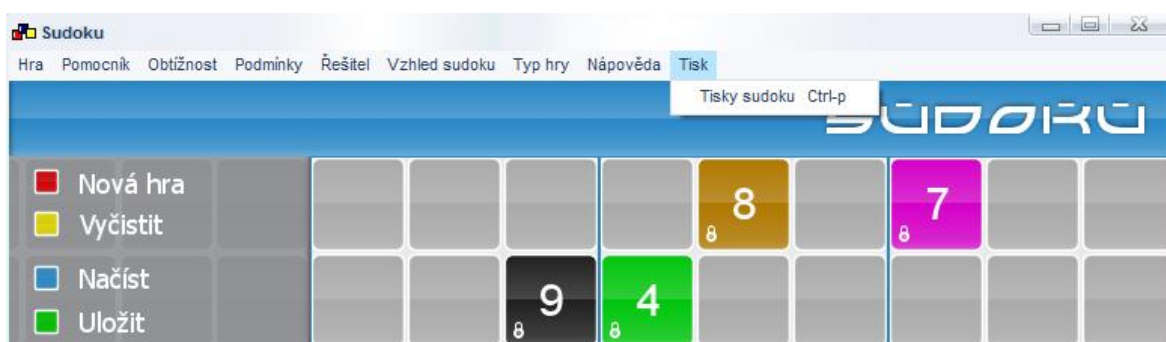 Sudoku
Hra Pomocník Obtížnost Podmínky Řešitel Vzhled sudoku Typ hry Nápověda Tisk
Tisky sudoku Ctrl-p
SUDOKU
Nová hra
8 7
Vyčistit
Načíst
9 4
Uložit